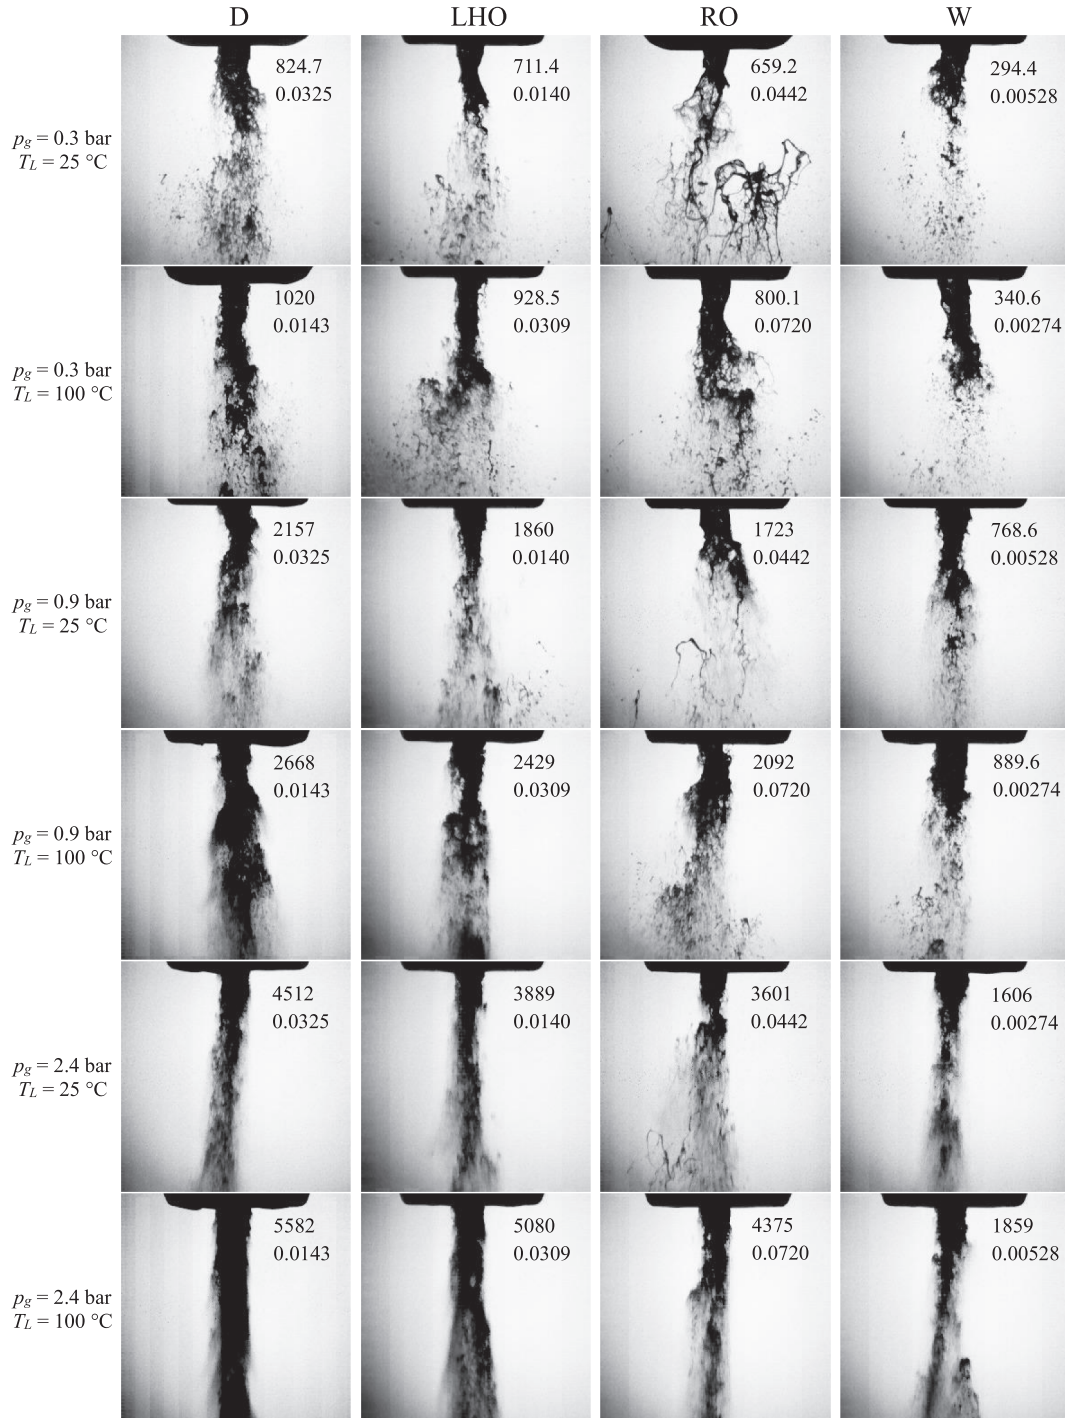 D LHO RO W
824.7 711.4 659.2 294.4
0.0325 0.0140 0.0442 0.00528
p_g = 0.3 bar
T_L = 25 °C
1020 928.5 800.1 340.6
0.0143 0.0309 0.0720 0.00274
p_g = 0.3 bar
T_L = 100 °C
2157 1860 1723 768.6
0.0325 0.0140 0.0442 0.00528
p_g = 0.9 bar
T_L = 25 °C
2668 2429 2092 889.6
0.0143 0.0309 0.0720 0.00274
p_g = 0.9 bar
T_L = 100 °C
4512 3889 3601 1606
0.0325 0.0140 0.0442 0.00274
p_g = 2.4 bar
T_L = 25 °C
5582 5080 4375 1859
0.0143 0.0309 0.0720 0.00528
p_g = 2.4 bar
T_L = 100 °C